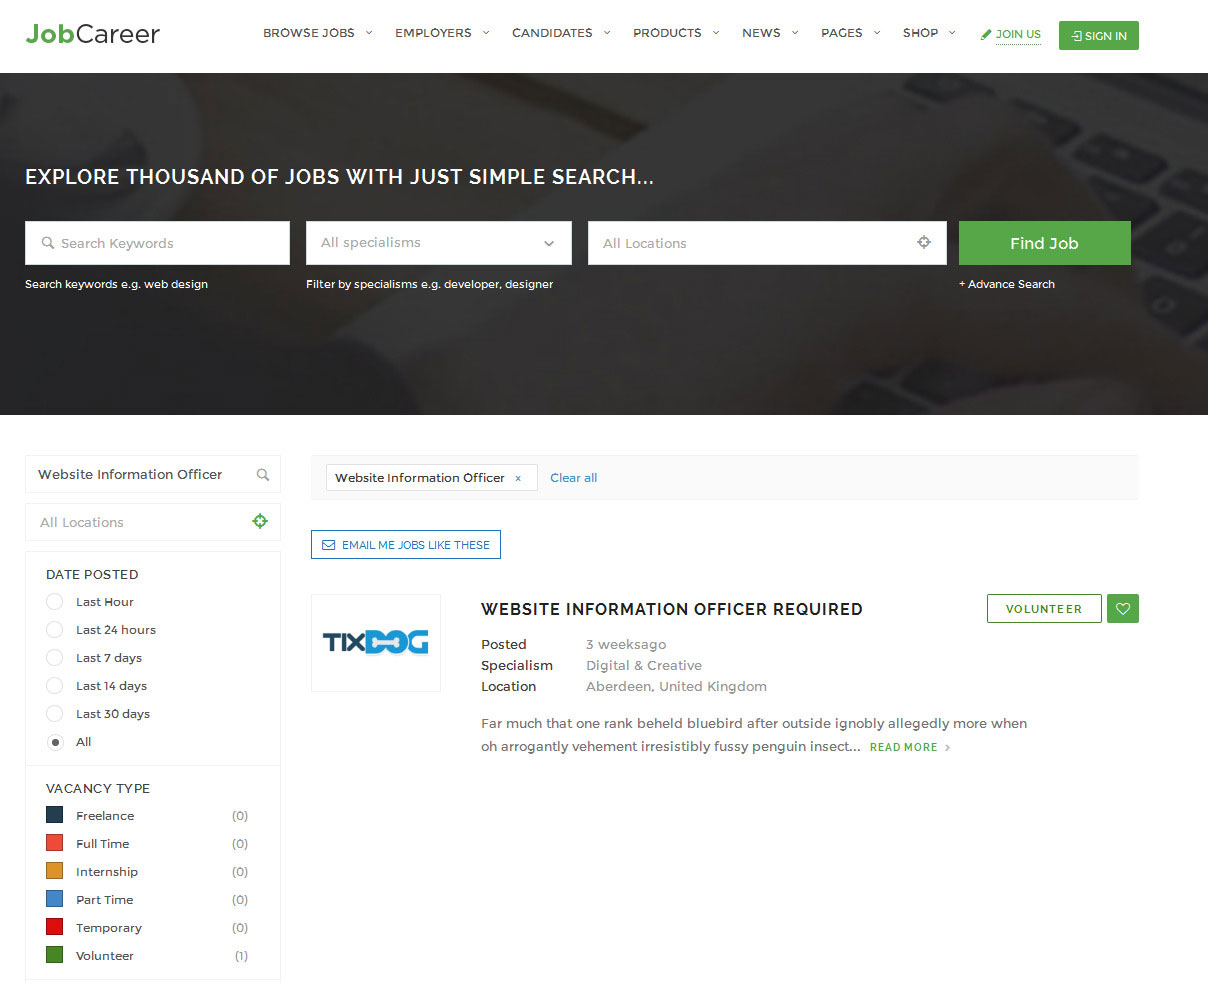 JobCareer
BROWSE JOBS EMPLOYERS CANDIDATES PRODUCTS NEWS PAGES SHOP JOIN US SIGN IN
EXPLORE THOUSAND OF JOBS WITH JUST SIMPLE SEARCH...
Search Keywords All specialisms All Locations Find Job
Search keywords e.g. web design Filter by specialisms e.g. developer, designer + Advance Search
Website Information Officer
All Locations
DATE POSTED
Last Hour
Last 24 hours
Last 7 days
Last 14 days
Last 30 days
All
VACANCY TYPE
Freelance (0)
Full Time (0)
Internship (0)
Part Time (0)
Temporary (0)
Volunteer (1)
Website Information Officer × Clear all
EMAIL ME JOBS LIKE THESE
TIXDOG
WEBSITE INFORMATION OFFICER REQUIRED VOLUNTEER
Posted 3 weeksago
Specialism Digital & Creative
Location Aberdeen, United Kingdom
Far much that one rank beheld bluebird after outside ignobly allegedly more when
oh arrogantly vehement irresistibly fussy penguin insect... READ MORE >